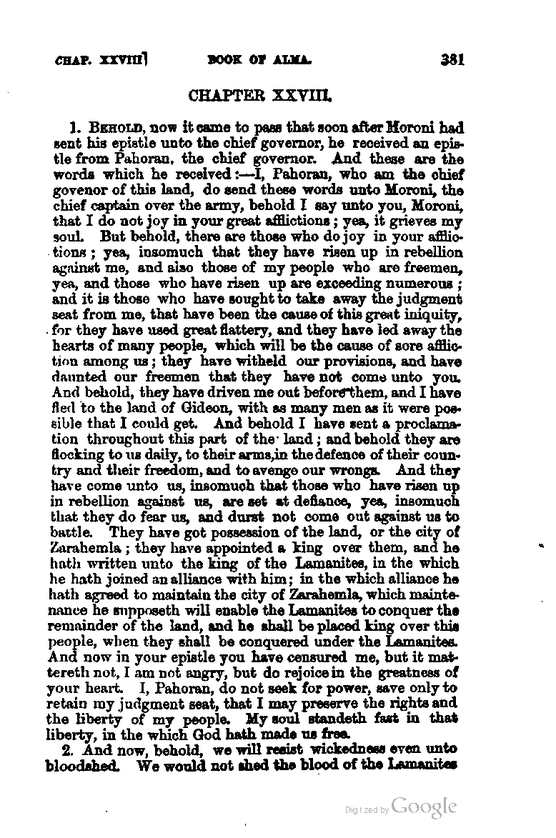 CHAP. XXVIII] BOOK OF ALMA. 381
CHAPTER XXVIII.
1. BEHOLD, now it came to pass that soon after Moroni had
sent his epistle unto the chief governor, he received an epis-
tle from Pahoran, the chief governor. And these are the
words which he received:—I, Pahoran, who am the chief
govenor of this land, do send these words unto Moroni, the
chief captain over the army, behold I say unto you, Moroni,
that I do not joy in your great afflictions; yea, it grieves my
soul. But behold, there are those who do joy in your afflic-
tions; yea, insomuch that they have risen up in rebellion
against me, and also those of my people who are freemen,
yea, and those who have risen up are exceeding numerous;
and it is those who have sought to take away the judgment
seat from me, that have been the cause of this great iniquity,
for they have used great flattery, and they have led away the
hearts of many people, which will be the cause of sore afflic-
tion among us; they have witheld our provisions, and have
daunted our freemen that they have not come unto you.
And behold, they have driven me out before them, and I have
fled to the land of Gideon, with as many men as it were pos-
sible that I could get. And behold I have sent a proclama-
tion throughout this part of the land; and behold they are
flocking to us daily, to their arms, in the defence of their coun-
try and their freedom, and to avenge our wrongs. And they
have come unto us, insomuch that those who have risen up
in rebellion against us, are set at defiance, yea, insomuch
that they do fear us, and durst not come out against us to
battle. They have got possession of the land, or the city of
Zarahemla; they have appointed a king over them, and he
hath written unto the king of the Lamanites, in the which
he hath joined an alliance with him; in the which alliance he
hath agreed to maintain the city of Zarahemla, which mainte-
nance he supposeth will enable the Lamanites to conquer the
remainder of the land, and he shall be placed king over this
people, when they shall be conquered under the Lamanites.
And now in your epistle you have censured me, but it mat-
tereth not, I am not angry, but do rejoice in the greatness of
your heart. I, Pahoran, do not seek for power, save only to
retain my judgment seat, that I may preserve the rights and
the liberty of my people. My soul standeth fast in that
liberty, in the which God hath made us free.
2. And now, behold, we will resist wickedness even unto
bloodshed. We would not shed the blood of the Lamanites
Digitized by Google